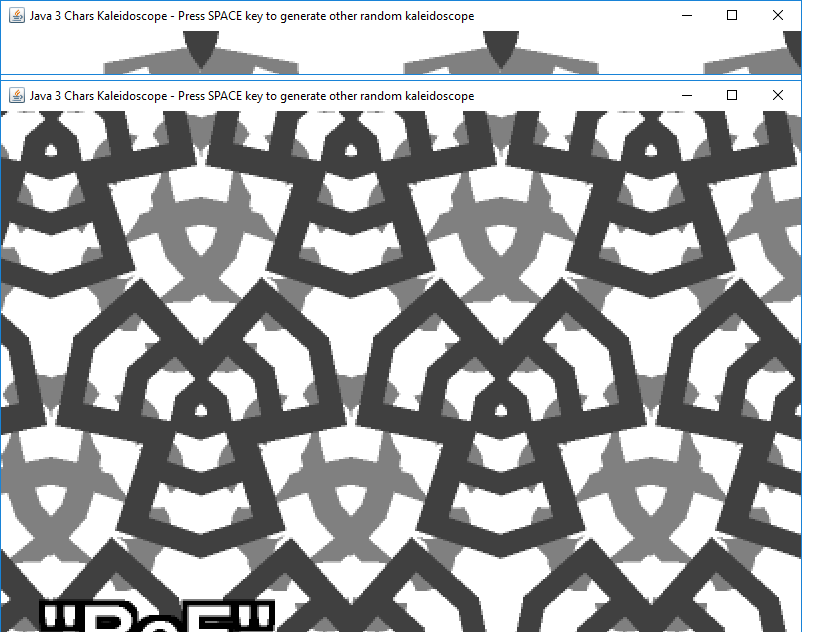 Java 3 Chars Kaleidoscope - Press SPACE key to generate other random kaleidoscope
Java 3 Chars Kaleidoscope - Press SPACE key to generate other random kaleidoscope
"BoE"